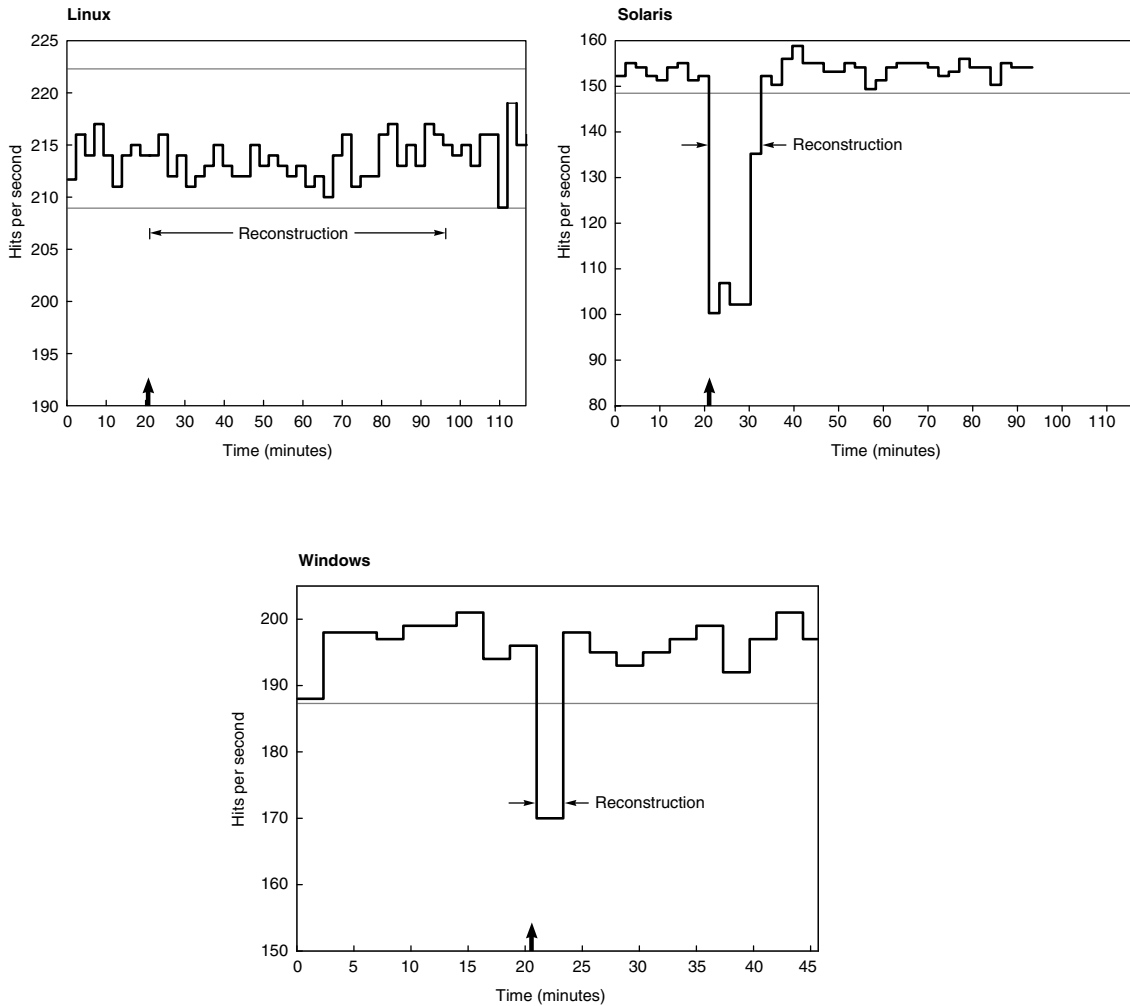 Linux
225
220
215
210
205
200
195
190
Hits per second
Reconstruction
0 10 20 30 40 50 60 70 80 90 100 110
Time (minutes)
Solaris
160
150
140
130
120
110
100
90
80
Hits per second
Reconstruction
0 10 20 30 40 50 60 70 80 90 100 110
Time (minutes)
Windows
200
190
180
170
160
150
Hits per second
Reconstruction
0 5 10 15 20 25 30 35 40 45
Time (minutes)